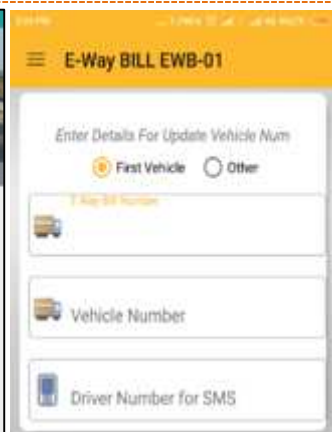 E-Way BILL EWB-01
Enter Details For Update Vehicle Num
First Vehicle Other
E Way Bill Number
Vehicle Number
Driver Number for SMS